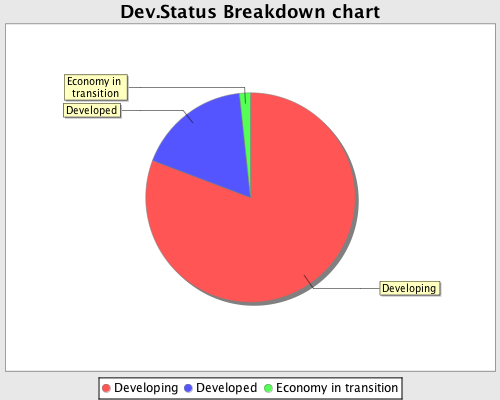 Dev.Status Breakdown chart
Economy in
transition
Developed
Developing
Developing Developed Economy in transition